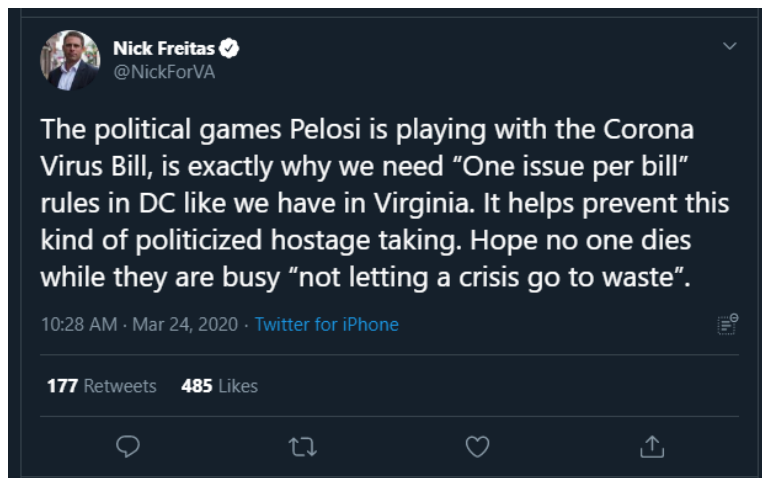 Nick Freitas
@NickForVA
The political games Pelosi is playing with the Corona
Virus Bill, is exactly why we need “One issue per bill”
rules in DC like we have in Virginia. It helps prevent this
kind of politicized hostage taking. Hope no one dies
while they are busy “not letting a crisis go to waste”.
10:28 AM · Mar 24, 2020 · Twitter for iPhone
177 Retweets 485 Likes